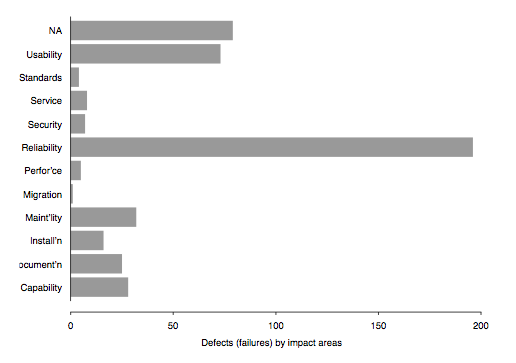 NA
Usability
Standards
Service
Security
Reliability
Perfor'ce
Migration
Maint'lity
Install'n
ocument'n
Capability
0 50 100 150 200
Defects (failures) by impact areas